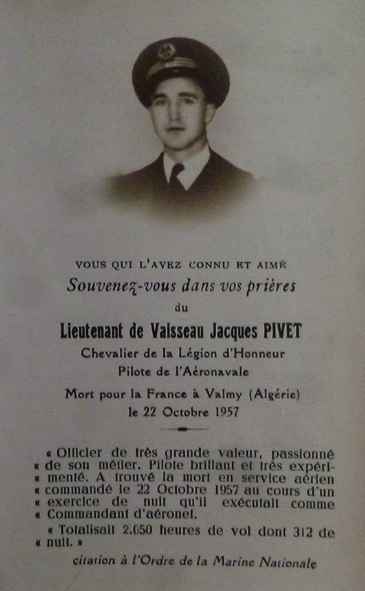 VOUS QUI L'AVEZ CONNU ET AIMÉ
Souvenez-vous dans vos prières
du
Lieutenant de Vaisseau Jacques PIVET
Chevalier de la Légion d'Honneur
Pilote de l'Aéronavale
Mort pour la France à Valmy (Algérie)
le 22 Octobre 1957
« Officier de très grande valeur, passionné
« de son métier. Pilote brillant et très expéri-
« menté. A trouvé la mort en service aérien
« commandé le 22 Octobre 1957 au cours d'un
« exercice de nuit qu'il exécutait comme
« Commandant d'aéronef.
« Totalisait 2.050 heures de vol dont 312 de
« nuit. »
citation à l'Ordre de la Marine Nationale